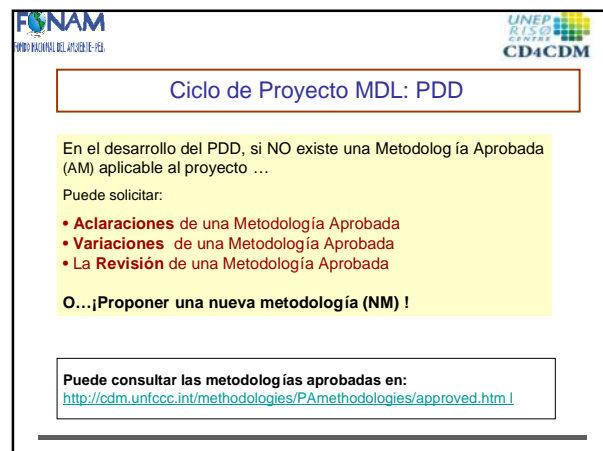 FONAM
FONDO NACIONAL DEL AMBIENTE-PERU
UNEP
RISØ
CENTRE
CD4CDM
Ciclo de Proyecto MDL: PDD
En el desarrollo del PDD, si NO existe una Metodolog ía Aprobada
(AM) aplicable al proyecto …
Puede solicitar:
• Aclaraciones de una Metodología Aprobada
• Variaciones de una Metodología Aprobada
• La Revisión de una Metodología Aprobada
O…¡Proponer una nueva metodología (NM) !
Puede consultar las metodologías aprobadas en:
http://cdm.unfccc.int/methodologies/PAmethodologies/approved.htm l